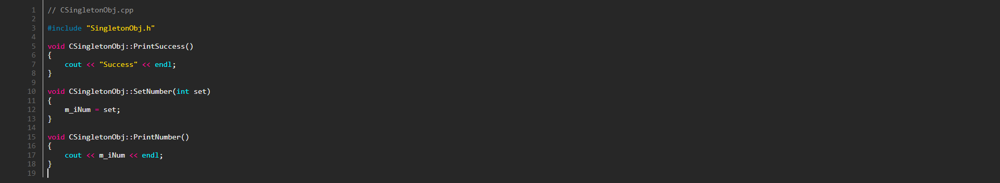 1 // CSingletonObj.cpp
2
3 #include "SingletonObj.h"
4
5 void CSingletonObj::PrintSuccess()
6 {
7     cout << "Success" << endl;
8 }
9
10 void CSingletonObj::SetNumber(int set)
11 {
12     m_iNum = set;
13 }
14
15 void CSingletonObj::PrintNumber()
16 {
17     cout << m_iNum << endl;
18 }
19